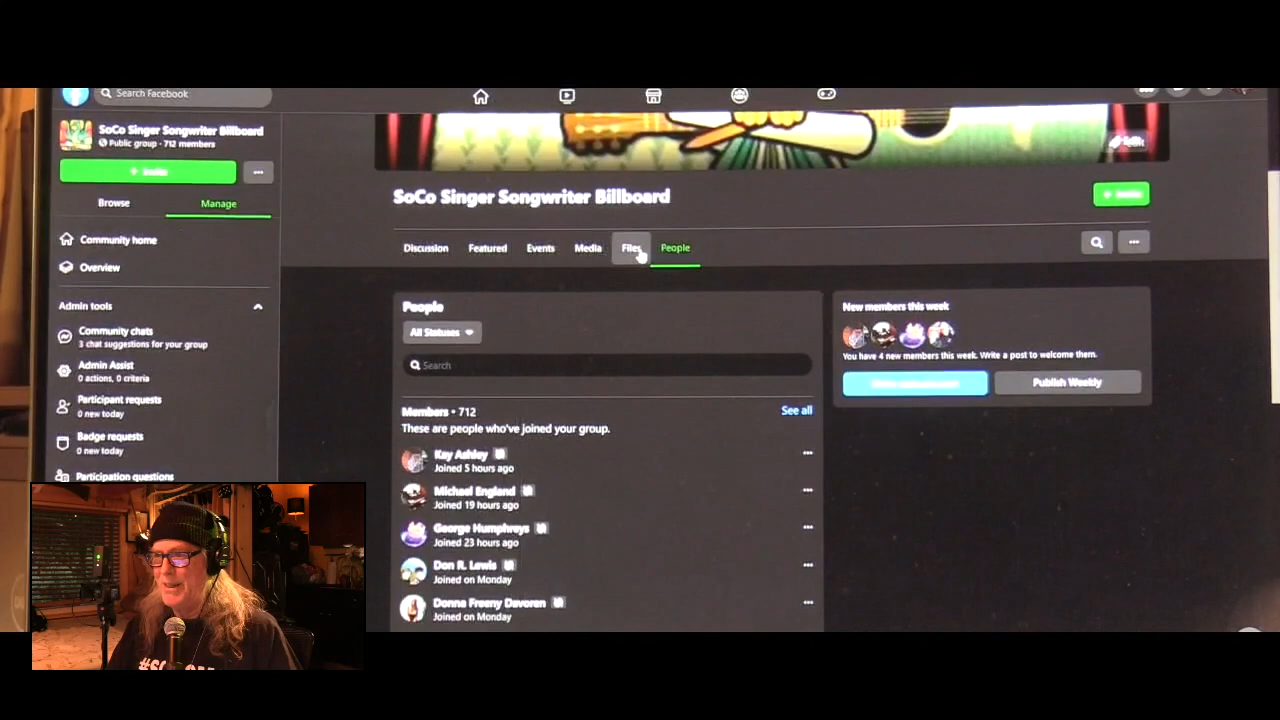 Search Facebook
SoCo Singer Songwriter Billboard
Public group · 712 members
Browse
Manage
Community home
Overview
Admin tools
Community chats
3 chat suggestions for your group
Admin Assist
0 actions, 0 criteria
Participant requests
0 new today
Badge requests
0 new today
Participation questions
SoCo Singer Songwriter Billboard
+ Invite
Discussion
Featured
Events
Media
Files
People
People
All Statuses
Search
Members · 712
See all
These are people who've joined your group.
Kay Ashley
Joined 5 hours ago
Michael England
Joined 19 hours ago
George Humphreys
Joined 23 hours ago
Don R. Lewis
Joined on Monday
Donna Freeny Davoren
Joined on Monday
New members this week
You have 4 new members this week. Write a post to welcome them.
Publish Weekly